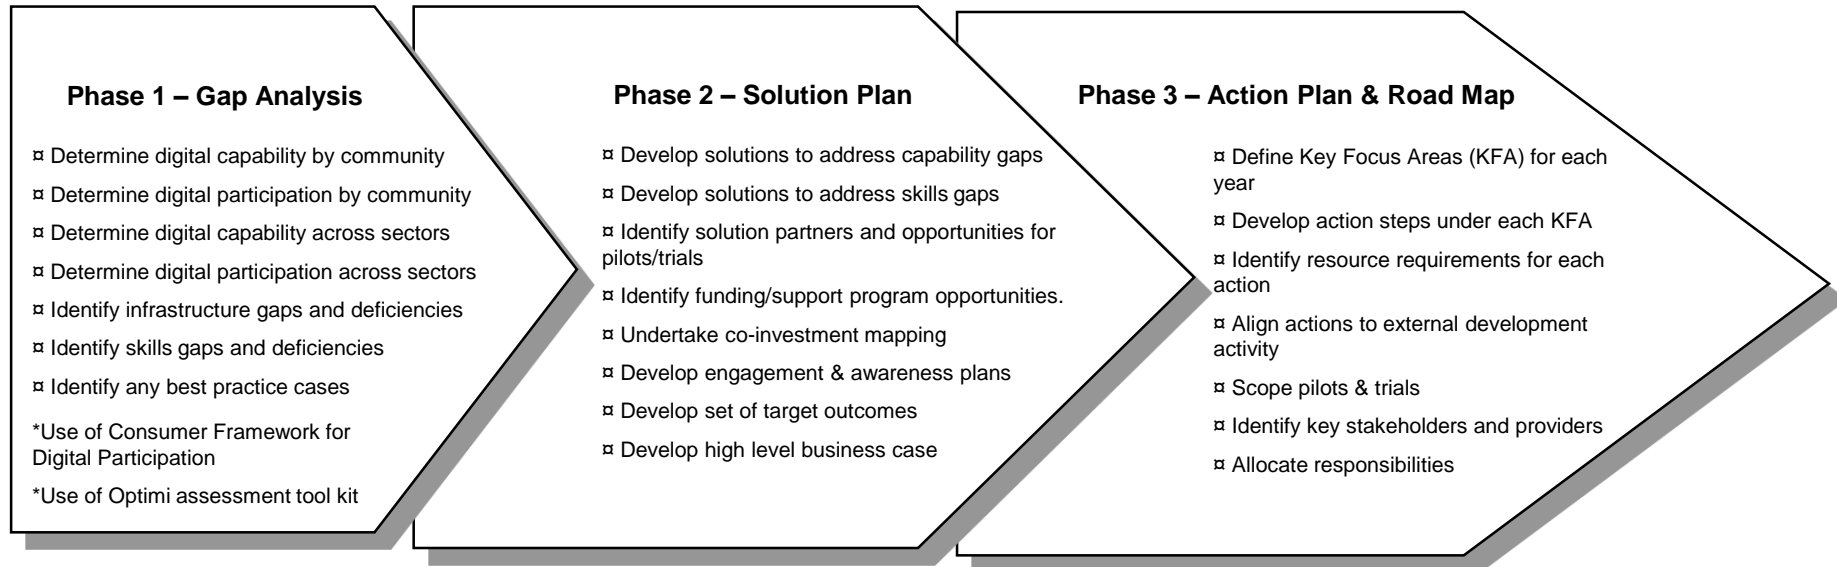 Phase 1 – Gap Analysis
¤ Determine digital capability by community
¤ Determine digital participation by community
¤ Determine digital capability across sectors
¤ Determine digital participation across sectors
¤ Identify infrastructure gaps and deficiencies
¤ Identify skills gaps and deficiencies
¤ Identify any best practice cases
*Use of Consumer Framework for
Digital Participation
*Use of Optimi assessment tool kit
Phase 2 – Solution Plan
¤ Develop solutions to address capability gaps
¤ Develop solutions to address skills gaps
¤ Identify solution partners and opportunities for
pilots/trials
¤ Identify funding/support program opportunities.
¤ Undertake co-investment mapping
¤ Develop engagement & awareness plans
¤ Develop set of target outcomes
¤ Develop high level business case
Phase 3 – Action Plan & Road Map
¤ Define Key Focus Areas (KFA) for each
year
¤ Develop action steps under each KFA
¤ Identify resource requirements for each
action
¤ Align actions to external development
activity
¤ Scope pilots & trials
¤ Identify key stakeholders and providers
¤ Allocate responsibilities